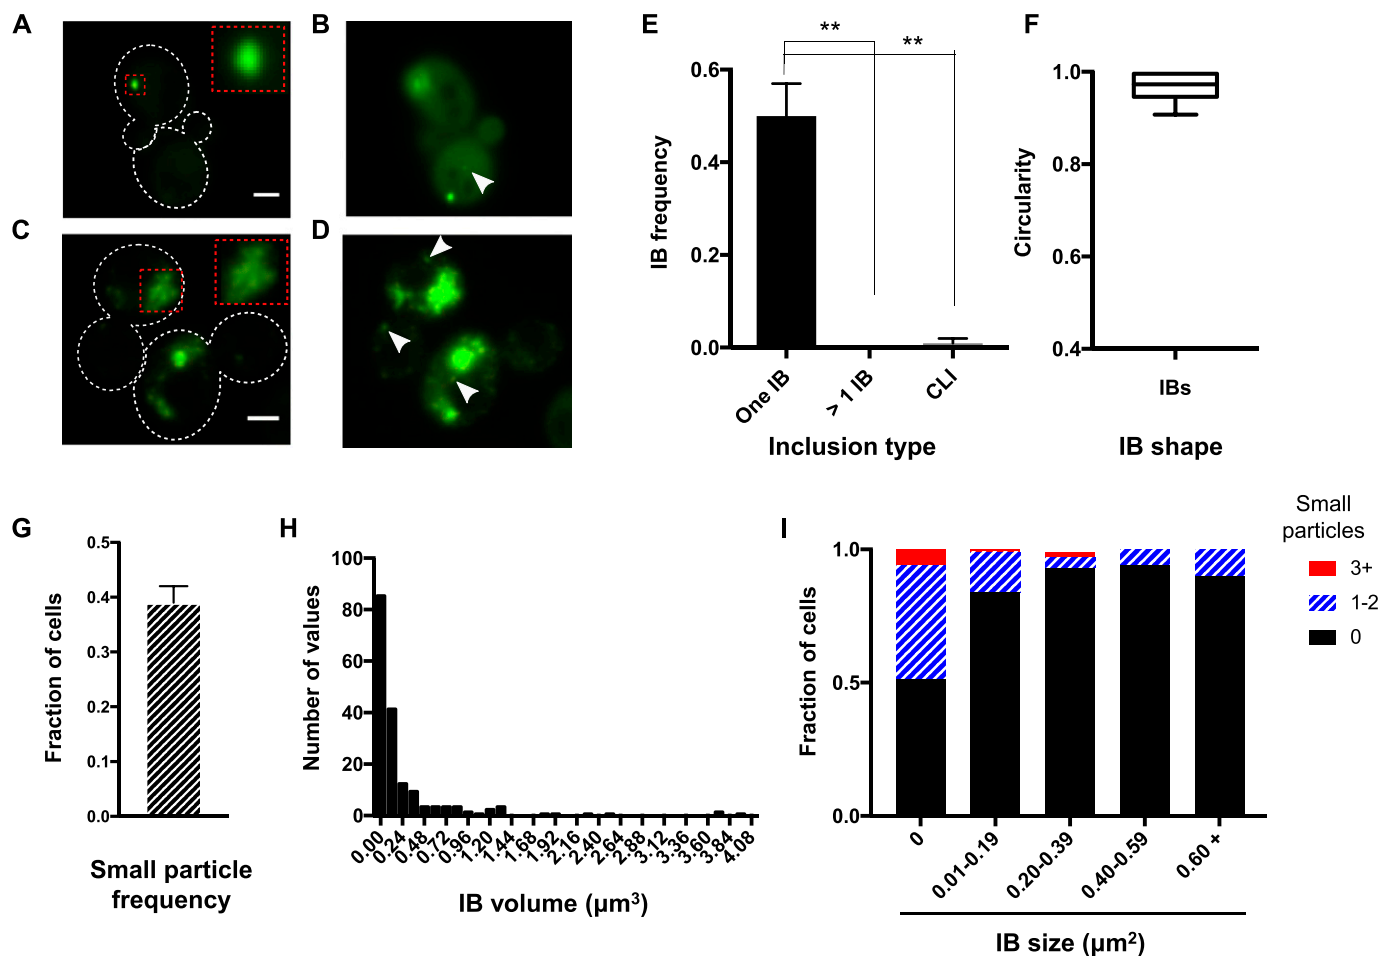 A
B
C
D
E
**
**
IB frequency
0.6
0.4
0.2
0.0
One IB
> 1 IB
CLI
Inclusion type
F
Circularity
1.0
0.8
0.6
0.4
IBs
IB shape
G
Fraction of cells
0.5
0.4
0.3
0.2
0.1
0.0
Small particle
frequency
H
Number of values
100
80
60
40
20
0
0.00
0.24
0.48
0.72
0.96
1.20
1.44
1.68
1.92
2.16
2.40
2.64
2.88
3.12
3.36
3.60
3.84
4.08
IB volume (µm³)
I
Fraction of cells
1.0
0.5
0.0
0
0.01-0.19
0.20-0.39
0.40-0.59
0.60 +
IB size (µm²)
Small
particles
3+
1-2
0